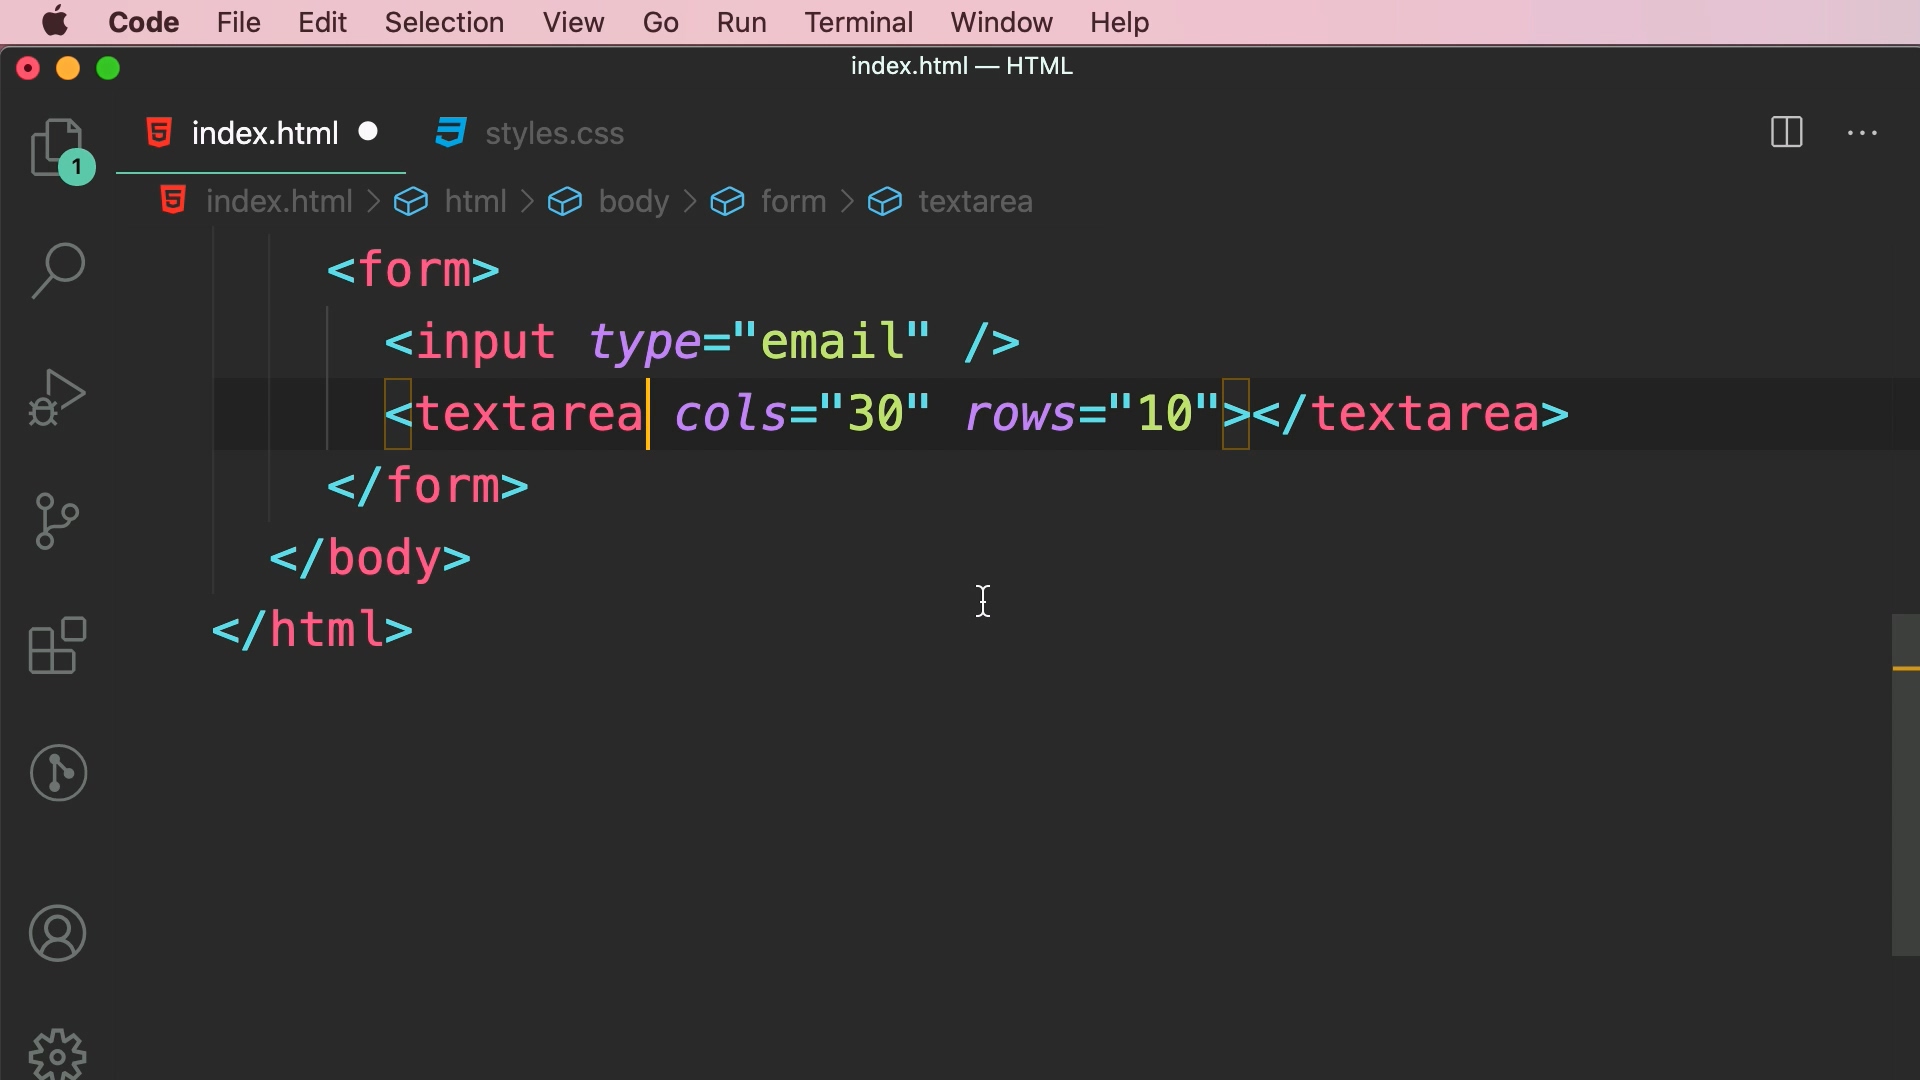 Code File Edit Selection View Go Run Terminal Window Help
index.html — HTML
index.html styles.css
1
index.html > html > body > form > textarea
<form>
<input type="email" />
<textarea cols="30" rows="10"></textarea>
</form>
</body>
</html>